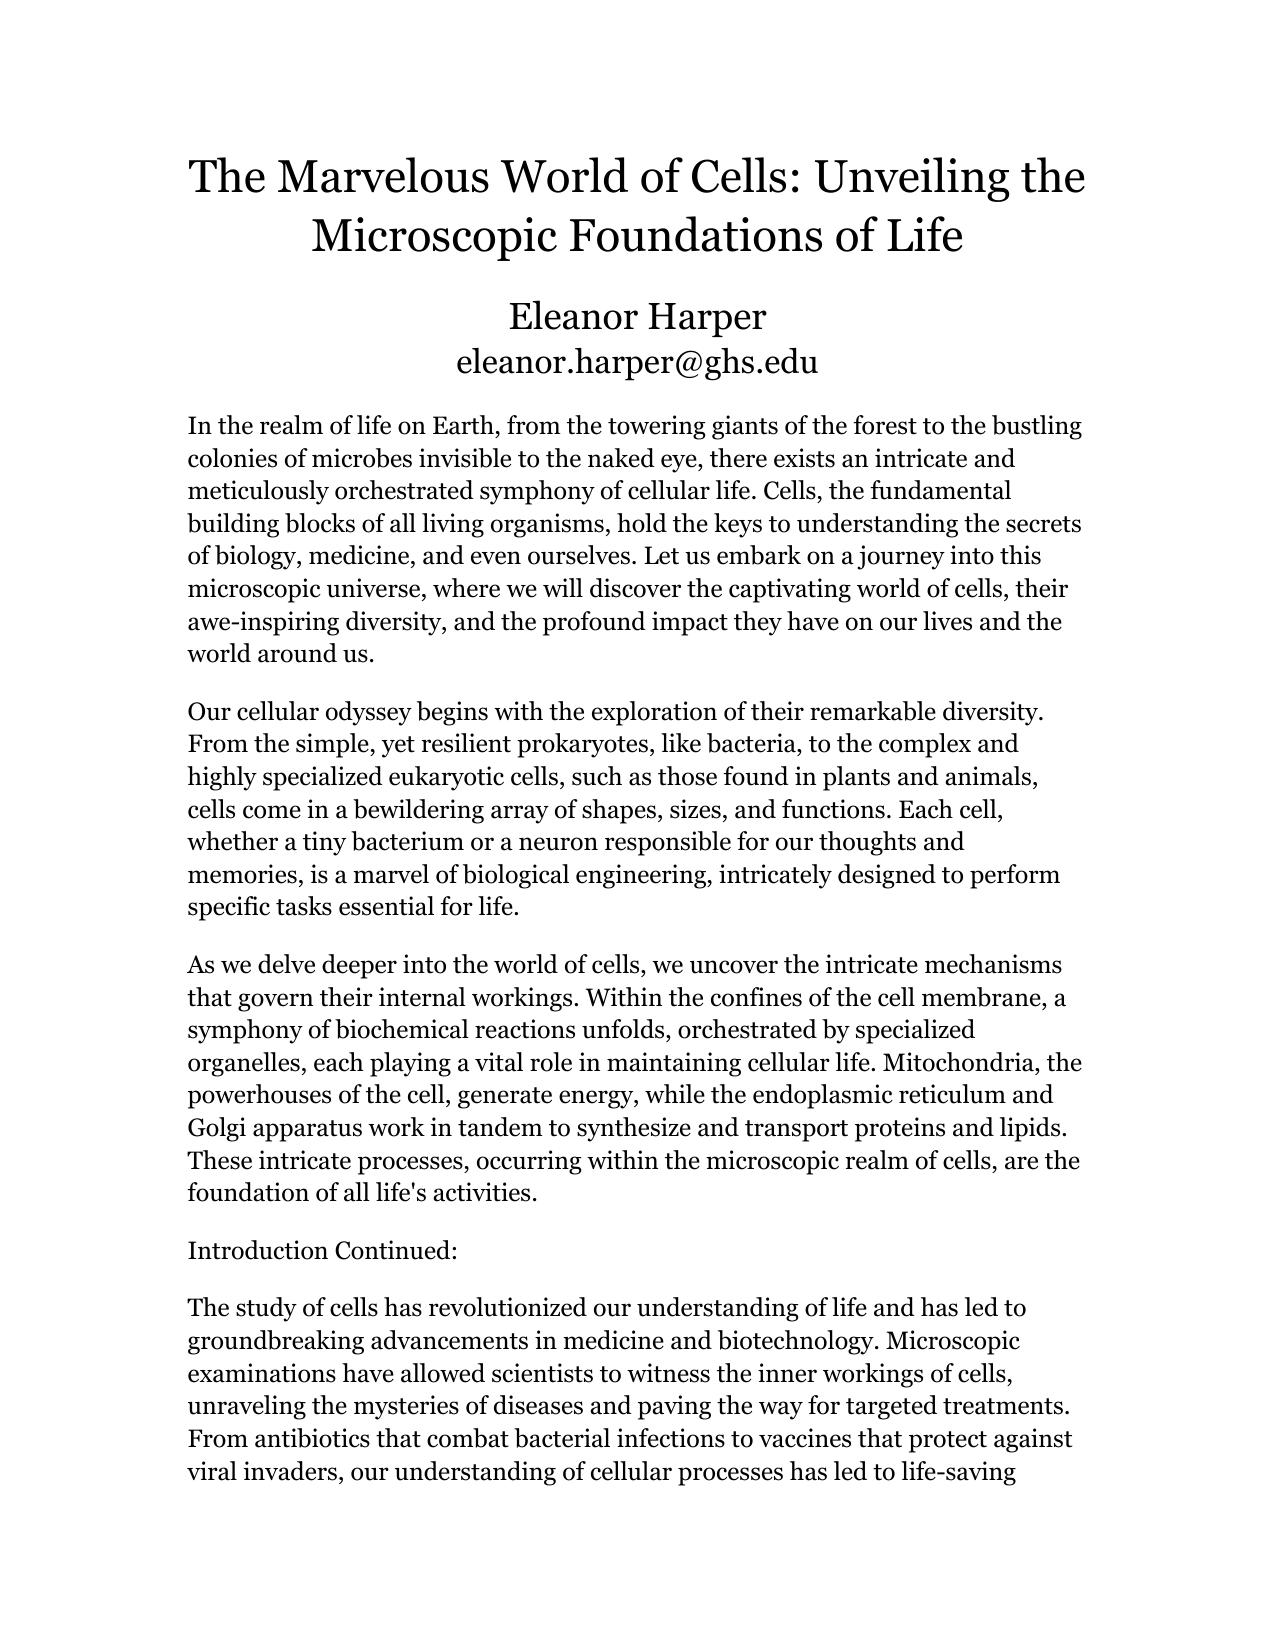 The Marvelous World of Cells: Unveiling the
Microscopic Foundations of Life
Eleanor Harper
eleanor.harper@ghs.edu
In the realm of life on Earth, from the towering giants of the forest to the bustling
colonies of microbes invisible to the naked eye, there exists an intricate and
meticulously orchestrated symphony of cellular life. Cells, the fundamental
building blocks of all living organisms, hold the keys to understanding the secrets
of biology, medicine, and even ourselves. Let us embark on a journey into this
microscopic universe, where we will discover the captivating world of cells, their
awe-inspiring diversity, and the profound impact they have on our lives and the
world around us.
Our cellular odyssey begins with the exploration of their remarkable diversity.
From the simple, yet resilient prokaryotes, like bacteria, to the complex and
highly specialized eukaryotic cells, such as those found in plants and animals,
cells come in a bewildering array of shapes, sizes, and functions. Each cell,
whether a tiny bacterium or a neuron responsible for our thoughts and
memories, is a marvel of biological engineering, intricately designed to perform
specific tasks essential for life.
As we delve deeper into the world of cells, we uncover the intricate mechanisms
that govern their internal workings. Within the confines of the cell membrane, a
symphony of biochemical reactions unfolds, orchestrated by specialized
organelles, each playing a vital role in maintaining cellular life. Mitochondria, the
powerhouses of the cell, generate energy, while the endoplasmic reticulum and
Golgi apparatus work in tandem to synthesize and transport proteins and lipids.
These intricate processes, occurring within the microscopic realm of cells, are the
foundation of all life's activities.
Introduction Continued:
The study of cells has revolutionized our understanding of life and has led to
groundbreaking advancements in medicine and biotechnology. Microscopic
examinations have allowed scientists to witness the inner workings of cells,
unraveling the mysteries of diseases and paving the way for targeted treatments.
From antibiotics that combat bacterial infections to vaccines that protect against
viral invaders, our understanding of cellular processes has led to life-saving